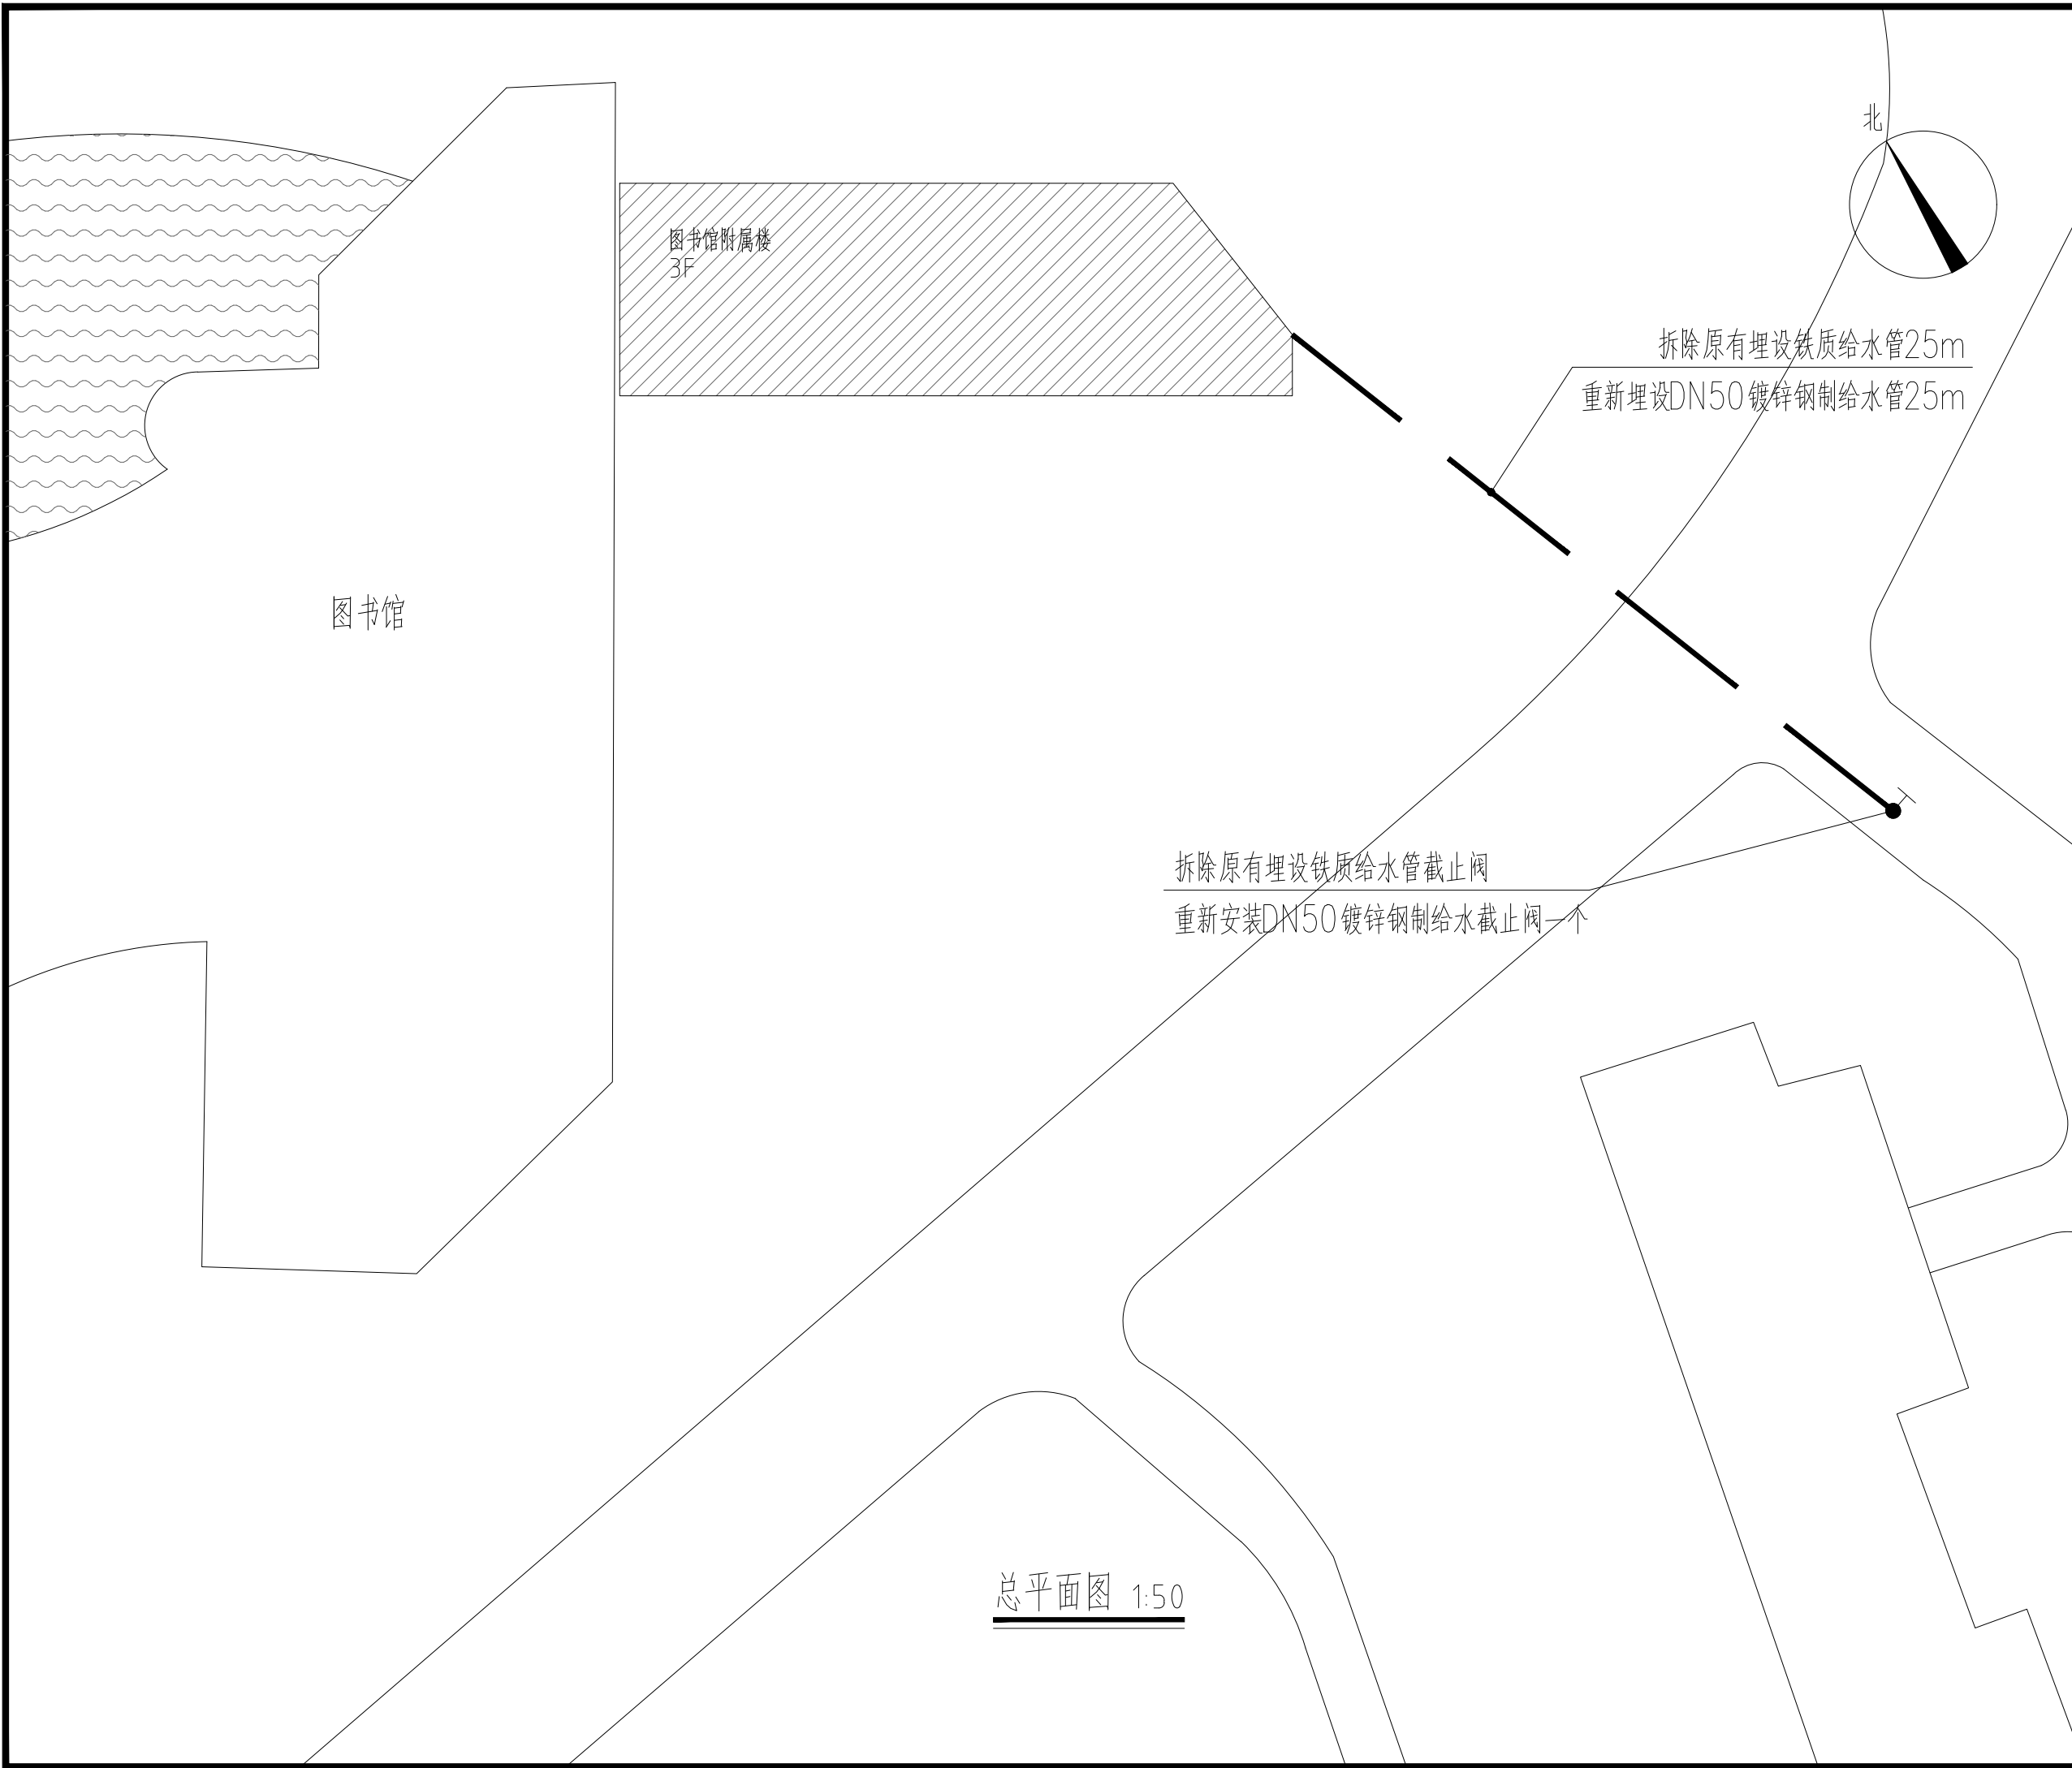 北
图书馆附属楼
3F
拆除原有埋设铁质给水管25m
重新埋设DN50镀锌钢制给水管25m
图书馆
拆除原有埋设铁质给水管截止阀
重新安装DN50镀锌钢制给水截止阀一个
总平面图 1:50